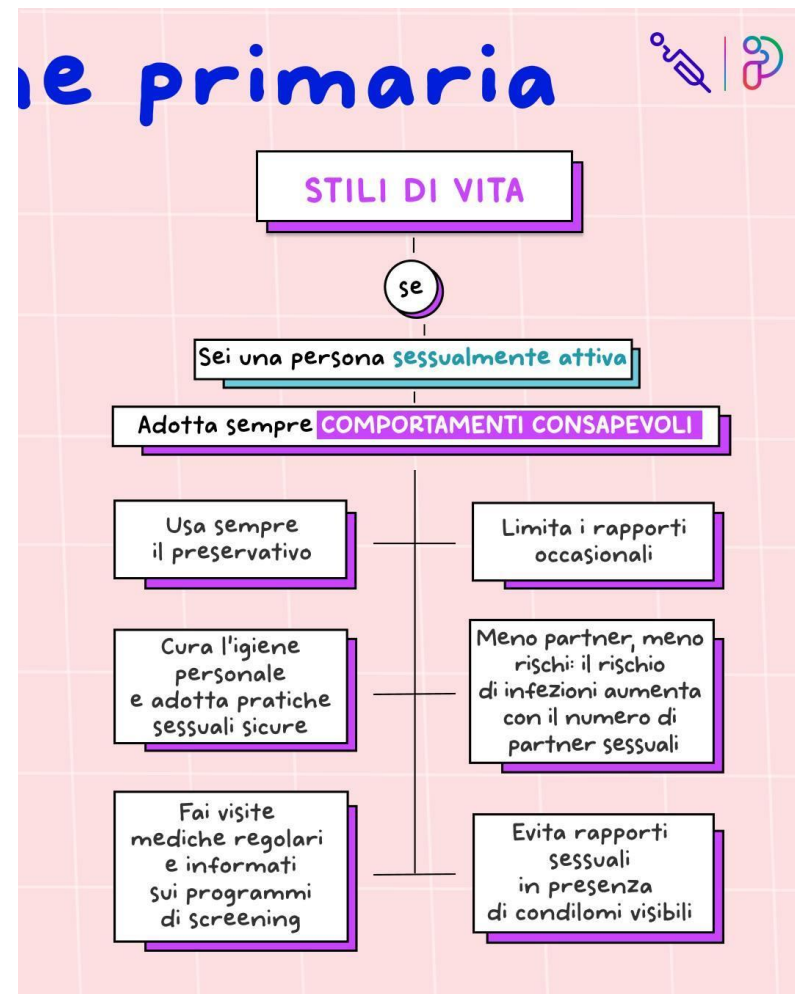 ne primaria
STILI DI VITA
se
Sei una persona sessualmente attiva
Adotta sempre COMPORTAMENTI CONSAPEVOLI
Usa sempre
il preservativo
Limita i rapporti
occasionali
Cura l'igiene
personale
e adotta pratiche
sessuali sicure
Meno partner, meno
rischi: il rischio
di infezioni aumenta
con il numero di
partner sessuali
Fai visite
mediche regolari
e informati
sui programmi
di screening
Evita rapporti
sessuali
in presenza
di condilomi visibili